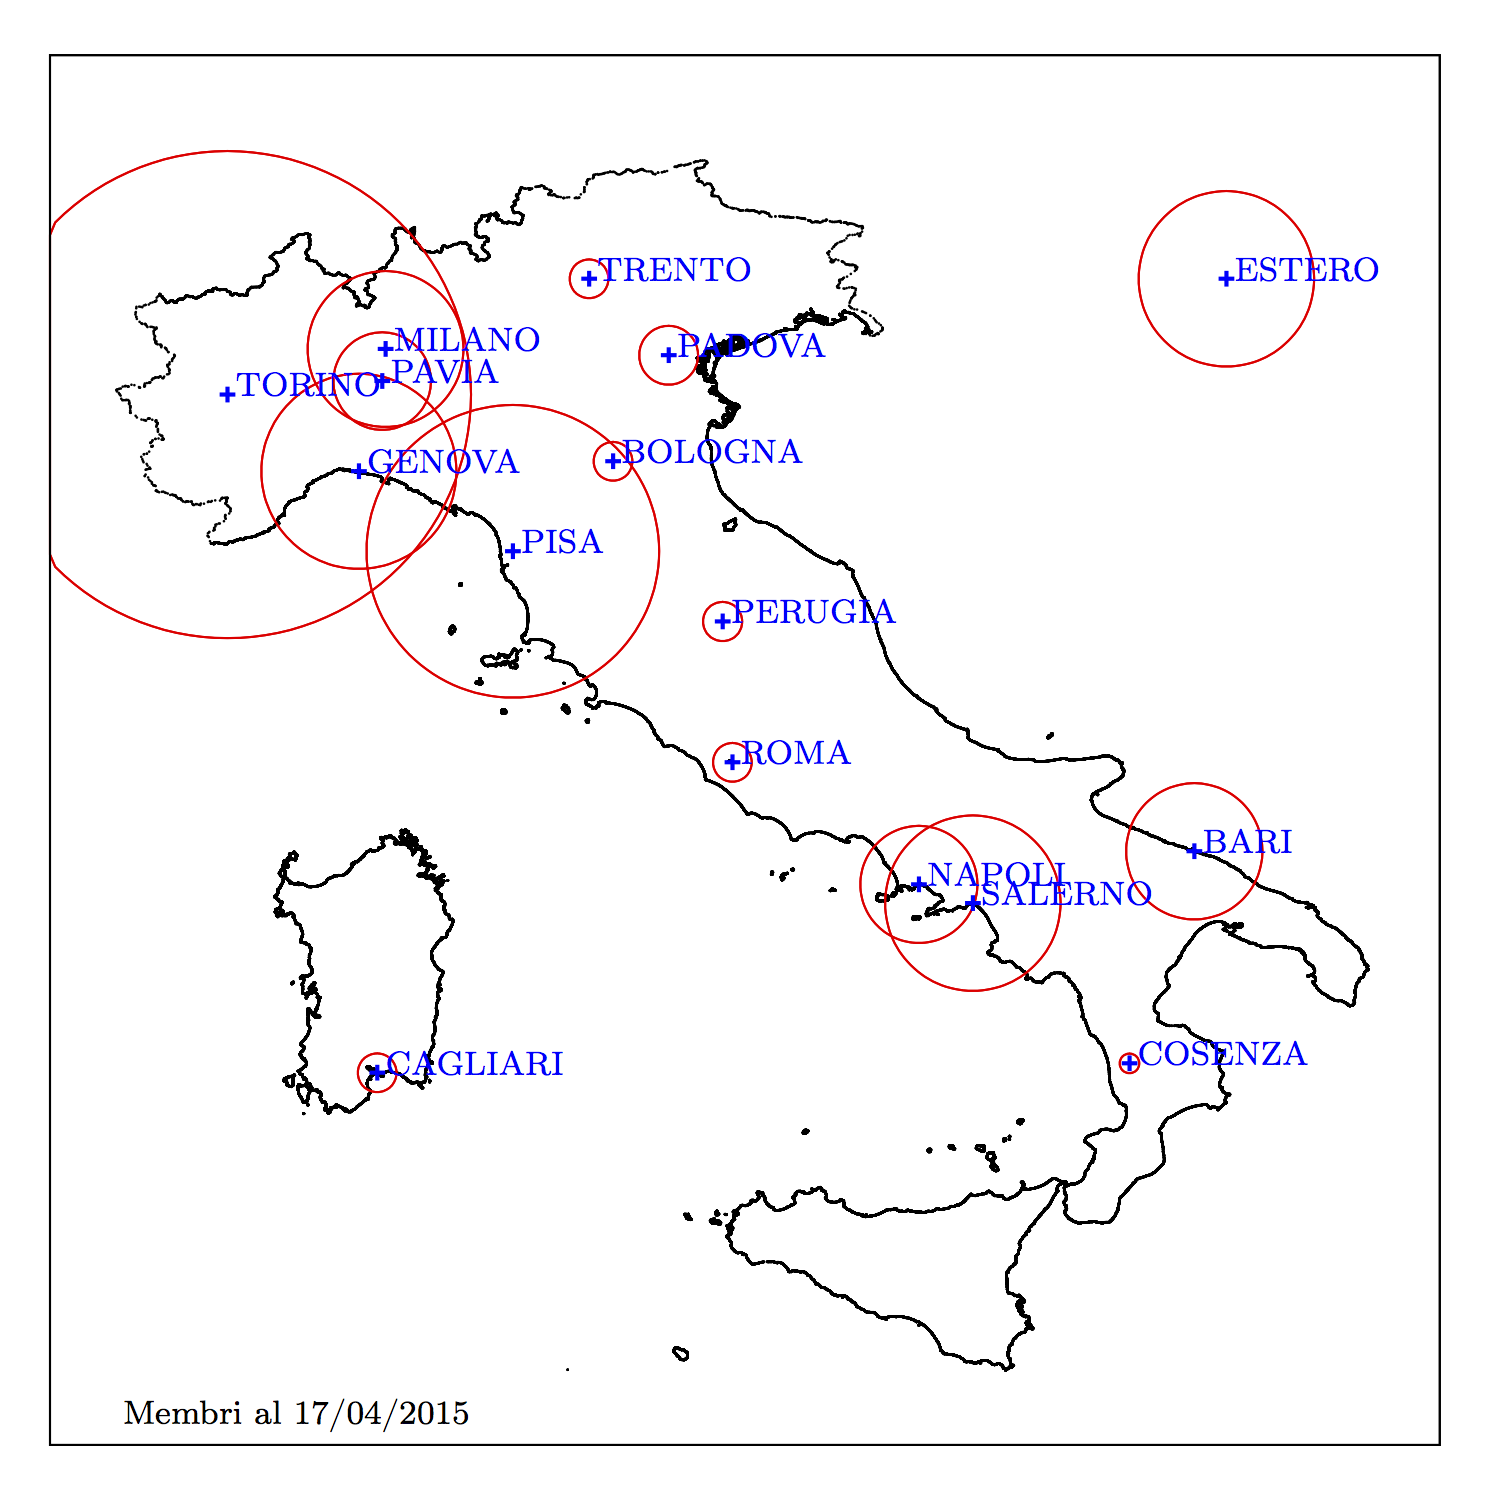 TRENTO
ESTERO
MILANO
PADOVA
PAVIA
TORINO
BOLOGNA
GENOVA
PISA
PERUGIA
ROMA
BARI
NAPOLI
SALERNO
COSENZA
CAGLIARI
Membri al 17/04/2015